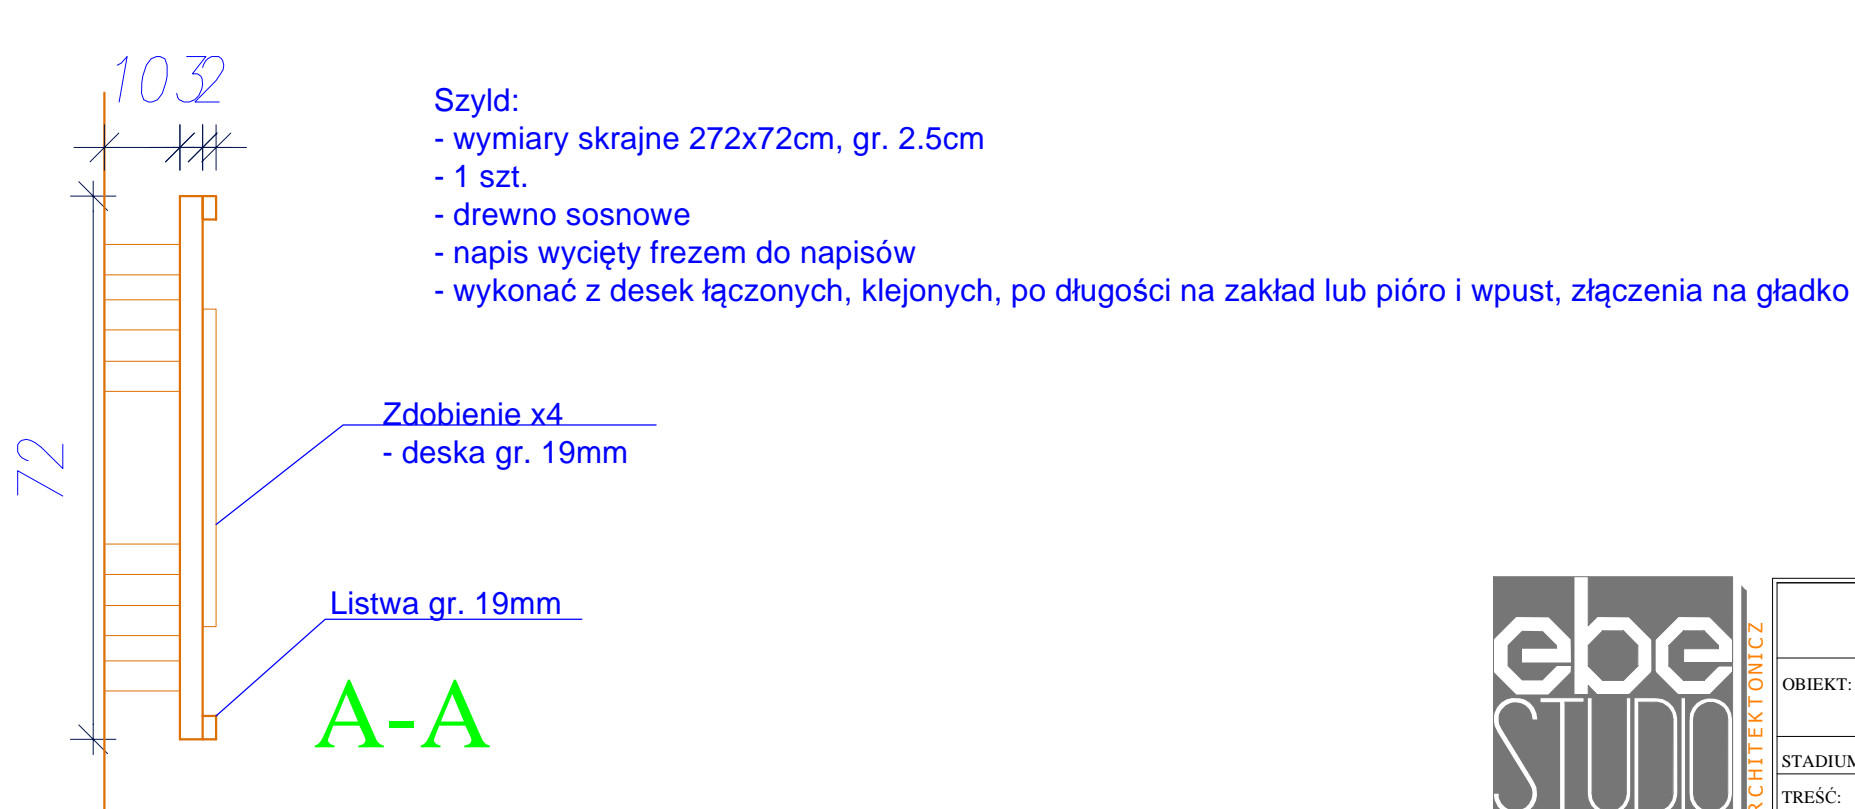 10 3 2
Szyld:
- wymiary skrajne 272x72cm, gr. 2.5cm
- 1 szt.
- drewno sosnowe
- napis wycięty frezem do napisów
- wykonać z desek łączonych, klejonych, po długości na zakład lub pióro i wpust, złączenia na gładko
Zdobienie x4
- deska gr. 19mm
72
Listwa gr. 19mm
A-A
ebe
STUDIO
RCHITEKTONICZ
OBIEKT:
STADIUM
TREŚĆ: